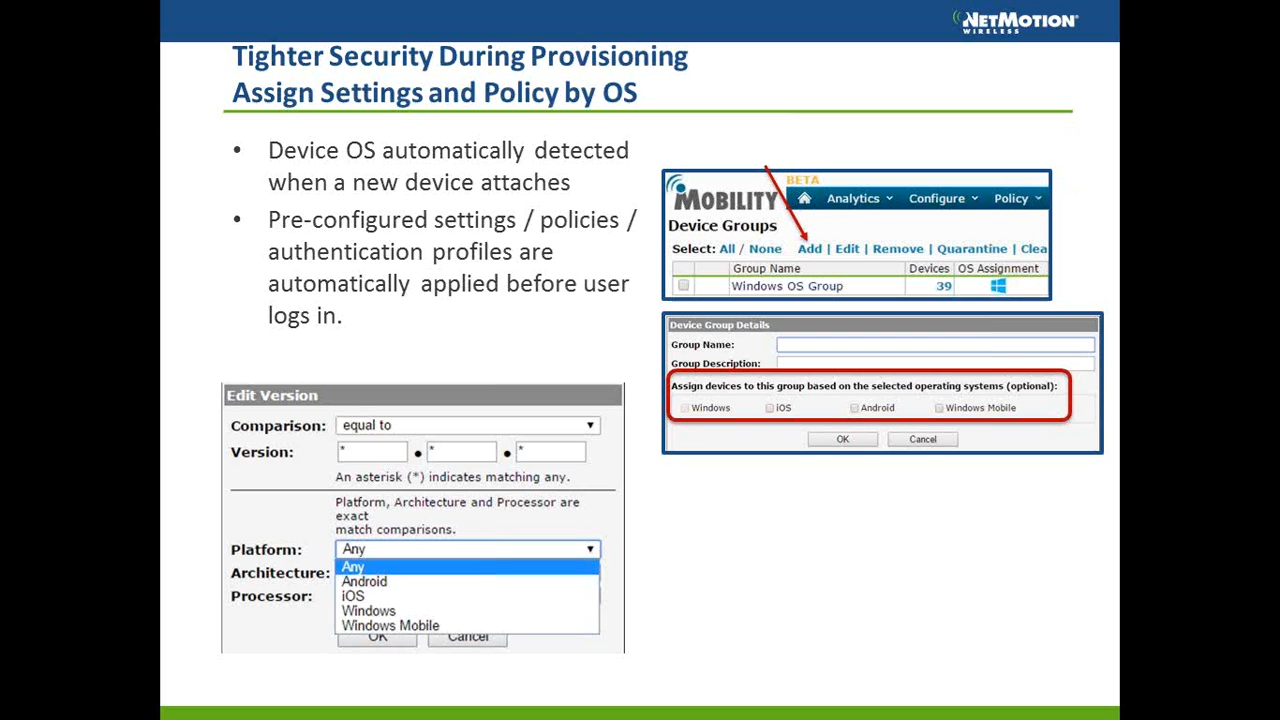 NetMotion
WIRELESS
Tighter Security During Provisioning
Assign Settings and Policy by OS
• Device OS automatically detected
when a new device attaches
• Pre-configured settings / policies /
authentication profiles are
automatically applied before user
logs in.
BETA
MOBILITY
Analytics Configure Policy
Device Groups
Select: All / None Add | Edit | Remove | Quarantine | Clea
Group Name Devices OS Assignment
Windows OS Group 39
Device Group Details
Group Name:
Group Description:
Assign devices to this group based on the selected operating systems (optional):
Windows iOS Android Windows Mobile
OK Cancel
Edit Version
Comparison: equal to
Version: * • * • *
An asterisk (*) indicates matching any.
Platform, Architecture and Processor are
exact
match comparisons.
Platform: Any
Any
Architecture:
Android
Processor:
iOS
Windows
Windows Mobile
OK Cancel